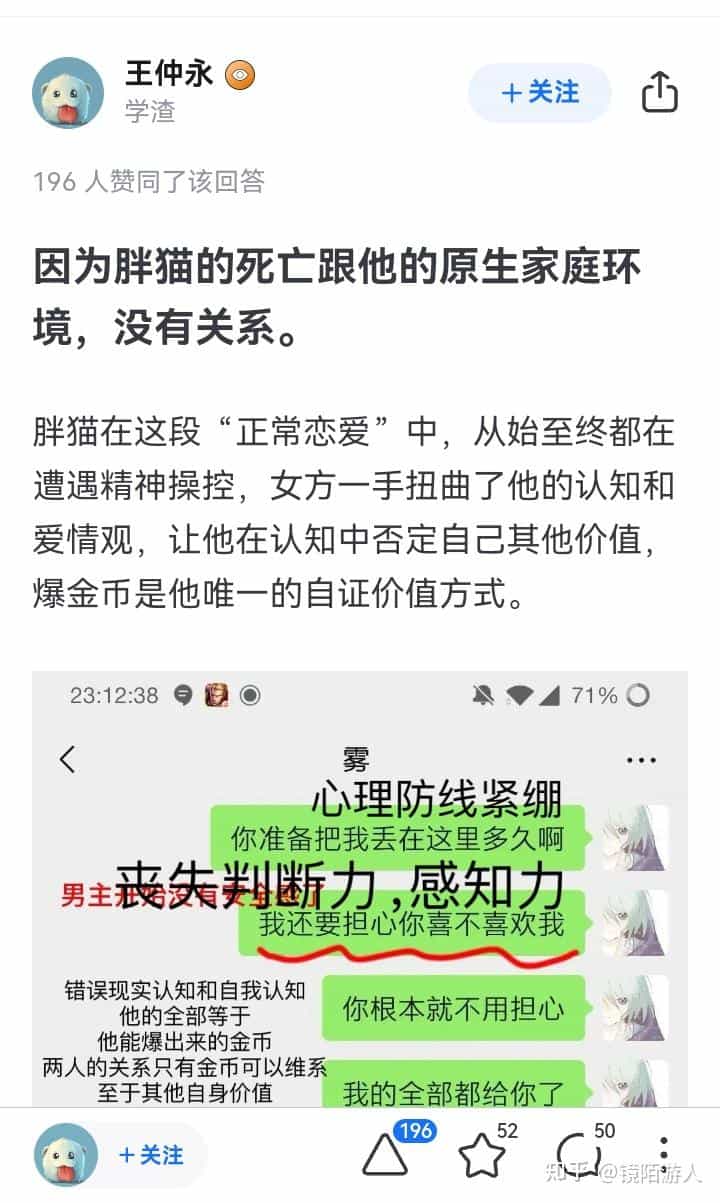 王仲永
学渣
+关注
196 人赞同了该回答
因为胖猫的死亡跟他的原生家庭环
境，没有关系。
胖猫在这段“正常恋爱”中，从始至终都在
遭遇精神操控，女方一手扭曲了他的认知和
爱情观，让他在认知中否定自己其他价值，
爆金币是他唯一的自证价值方式。
23:12:38
71%
雾
心理防线紧绷
你准备把我丢在这里多久啊
丧失判断力,感知力
男主开始没有安全感了
我还要担心你喜不喜欢我
错误现实认知和自我认知
他的全部等于
他能爆出来的金币
两人的关系只有金币可以维系
至于其他自身价值
你根本就不用担心
我的全部都给你了
+关注
196
52
50
知乎 @镜陌游人